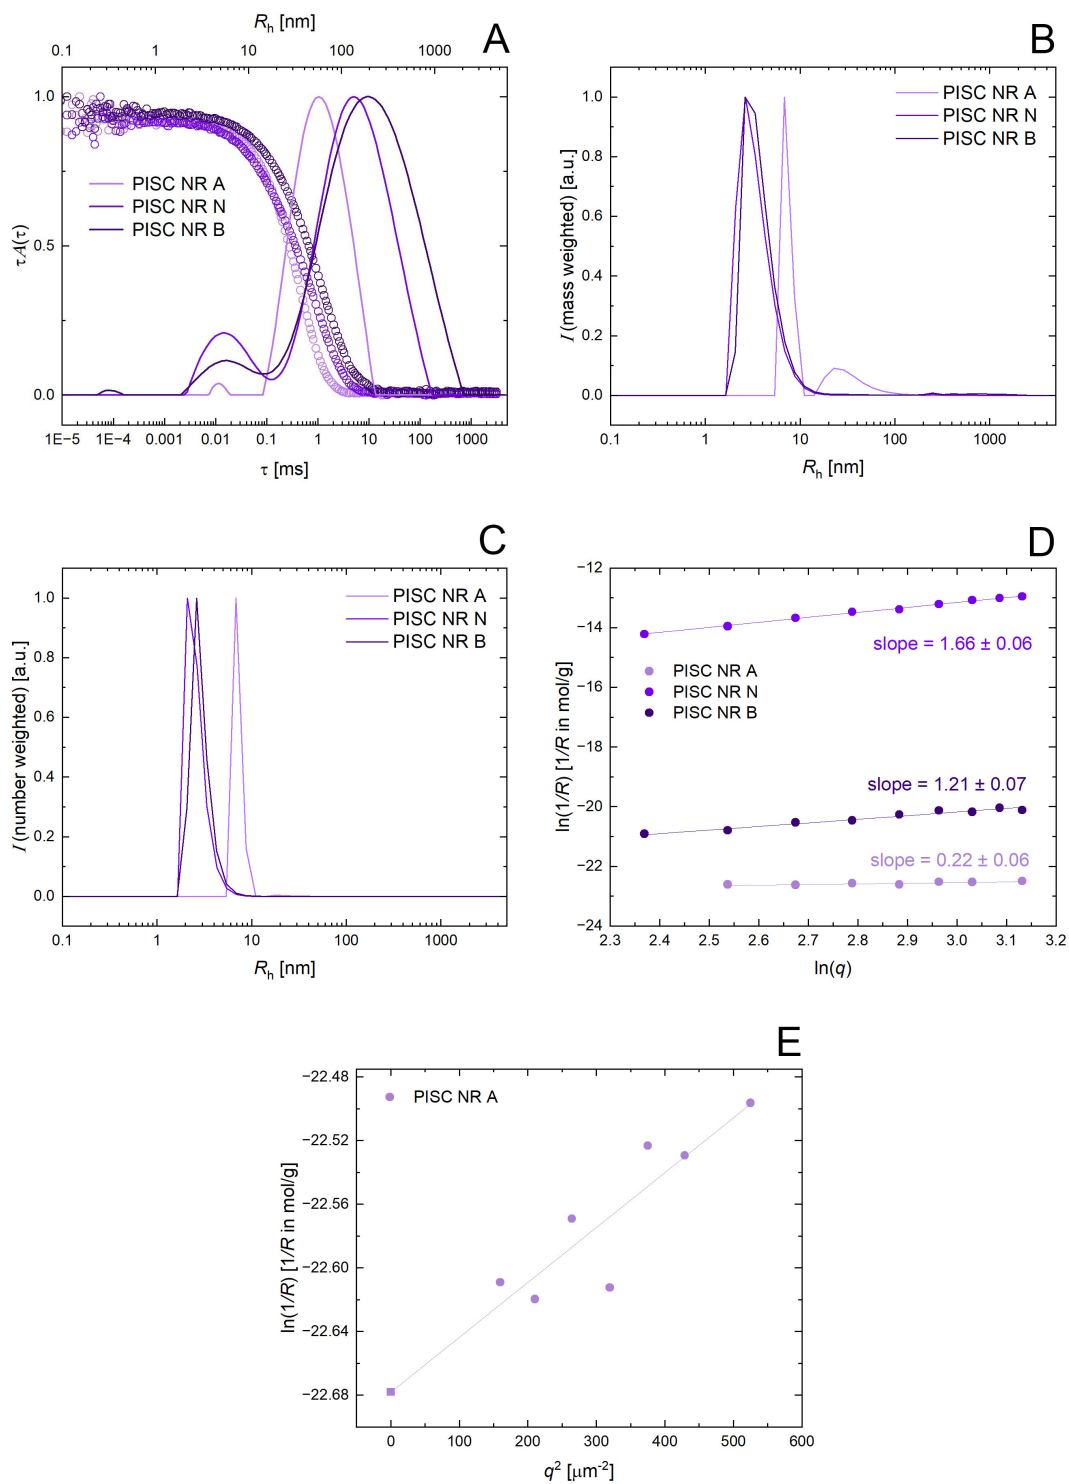 R_h [nm]
0.1 1 10 100 1000
A
1.0
0.5
0.0
τA(τ)
PISC NR A
PISC NR N
PISC NR B
1E-5 1E-4 0.001 0.01 0.1 1 10 100 1000
τ [ms]
B
1.0
0.8
0.6
0.4
0.2
0.0
I (mass weighted) [a.u.]
PISC NR A
PISC NR N
PISC NR B
0.1 1 10 100 1000
R_h [nm]
C
1.0
0.8
0.6
0.4
0.2
0.0
I (number weighted) [a.u.]
PISC NR A
PISC NR N
PISC NR B
0.1 1 10 100 1000
R_h [nm]
D
−12
−14
−16
−18
−20
−22
−24
ln(1/R) [1/R in mol/g]
slope = 1.66 ± 0.06
PISC NR A
PISC NR N
PISC NR B
slope = 1.21 ± 0.07
slope = 0.22 ± 0.06
2.3 2.4 2.5 2.6 2.7 2.8 2.9 3.0 3.1 3.2
ln(q)
E
−22.48
−22.52
−22.56
−22.60
−22.64
−22.68
ln(1/R) [1/R in mol/g]
PISC NR A
0 100 200 300 400 500 600
q² [μm⁻²]